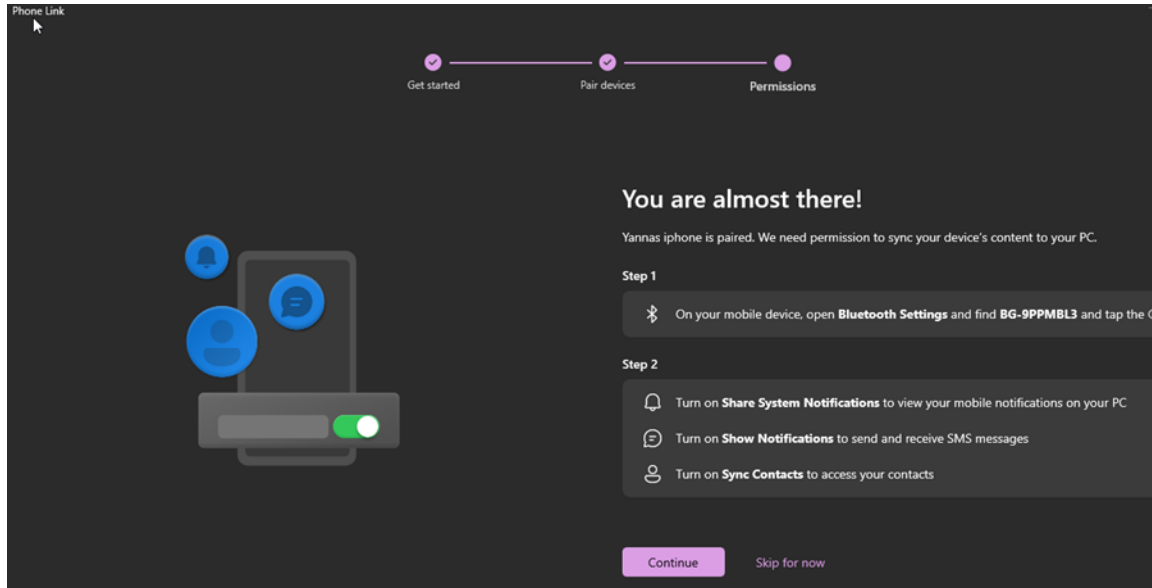 Phone Link
Get started
Pair devices
Permissions
You are almost there!
Yannas iphone is paired. We need permission to sync your device's content to your PC.
Step 1
On your mobile device, open Bluetooth Settings and find BG-9PPMBL3 and tap the
Step 2
Turn on Share System Notifications to view your mobile notifications on your PC
Turn on Show Notifications to send and receive SMS messages
Turn on Sync Contacts to access your contacts
Continue
Skip for now